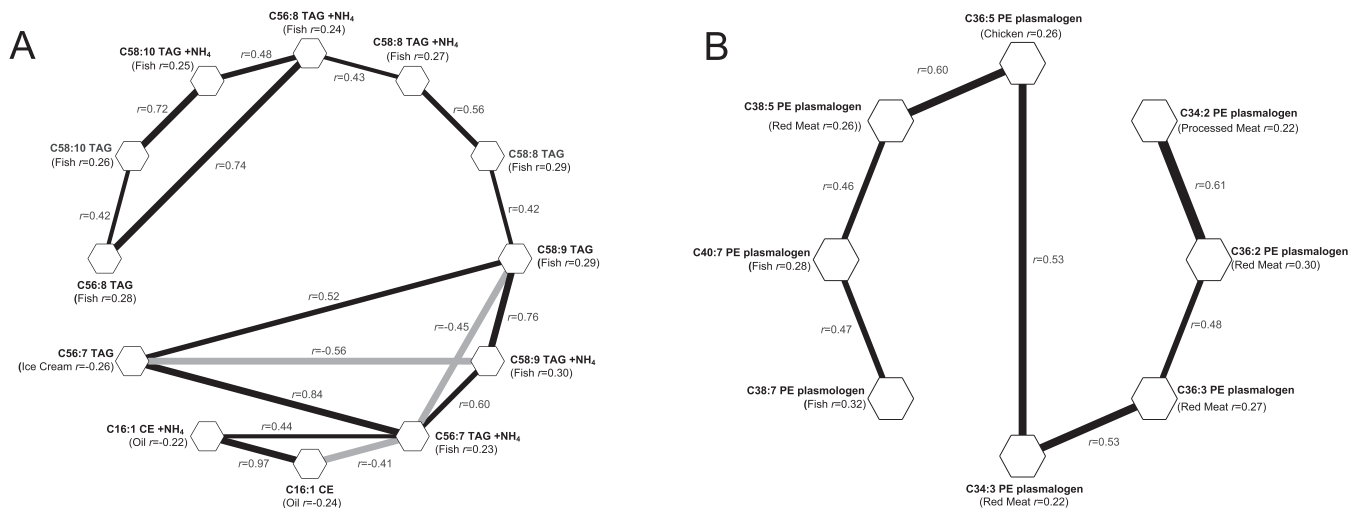 A
C56:8 TAG +NH₄
(Fish r=0.24)
C58:10 TAG +NH₄
(Fish r=0.25)
r=0.48
C58:8 TAG +NH₄
(Fish r=0.27)
r=0.43
r=0.72
r=0.56
C58:10 TAG
(Fish r=0.26)
r=0.74
C58:8 TAG
(Fish r=0.29)
r=0.42
r=0.42
C56:8 TAG
(Fish r=0.28)
C58:9 TAG
(Fish r=0.29)
r=0.52
r=-0.45
r=0.76
C56:7 TAG
(Ice Cream r=-0.26)
r=-0.56
C58:9 TAG +NH₄
(Fish r=0.30)
r=0.84
r=0.60
C16:1 CE +NH₄
(Oil r=-0.22)
r=0.44
C56:7 TAG +NH₄
(Fish r=0.23)
r=0.97
r=-0.41
C16:1 CE
(Oil r=-0.24)
B
C36:5 PE plasmalogen
(Chicken r=0.26)
r=0.60
C38:5 PE plasmalogen
(Red Meat r=0.26))
C34:2 PE plasmalogen
(Processed Meat r=0.22)
r=0.46
r=0.61
C40:7 PE plasmalogen
(Fish r=0.28)
r=0.53
C36:2 PE plasmalogen
(Red Meat r=0.30)
r=0.47
r=0.48
C38:7 PE plasmologen
(Fish r=0.32)
C36:3 PE plasmalogen
(Red Meat r=0.27)
r=0.53
C34:3 PE plasmalogen
(Red Meat r=0.22)